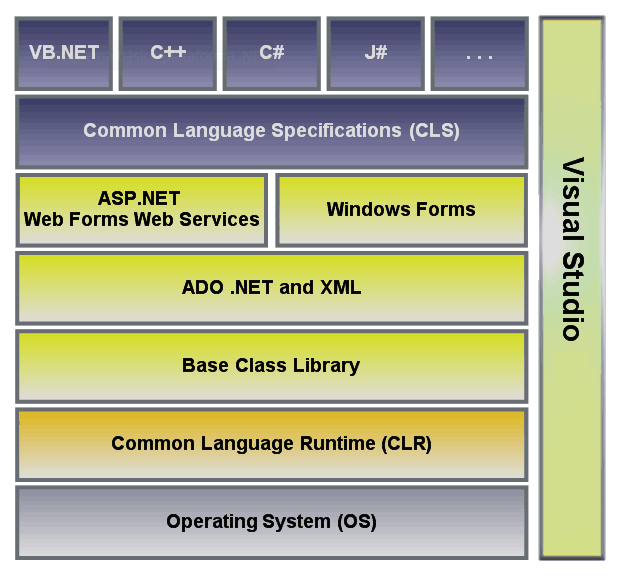 VB.NET
C++
C#
J#
. . .
Common Language Specifications (CLS)
ASP.NET
Web Forms Web Services
Windows Forms
ADO .NET and XML
Base Class Library
Common Language Runtime (CLR)
Operating System (OS)
Visual Studio